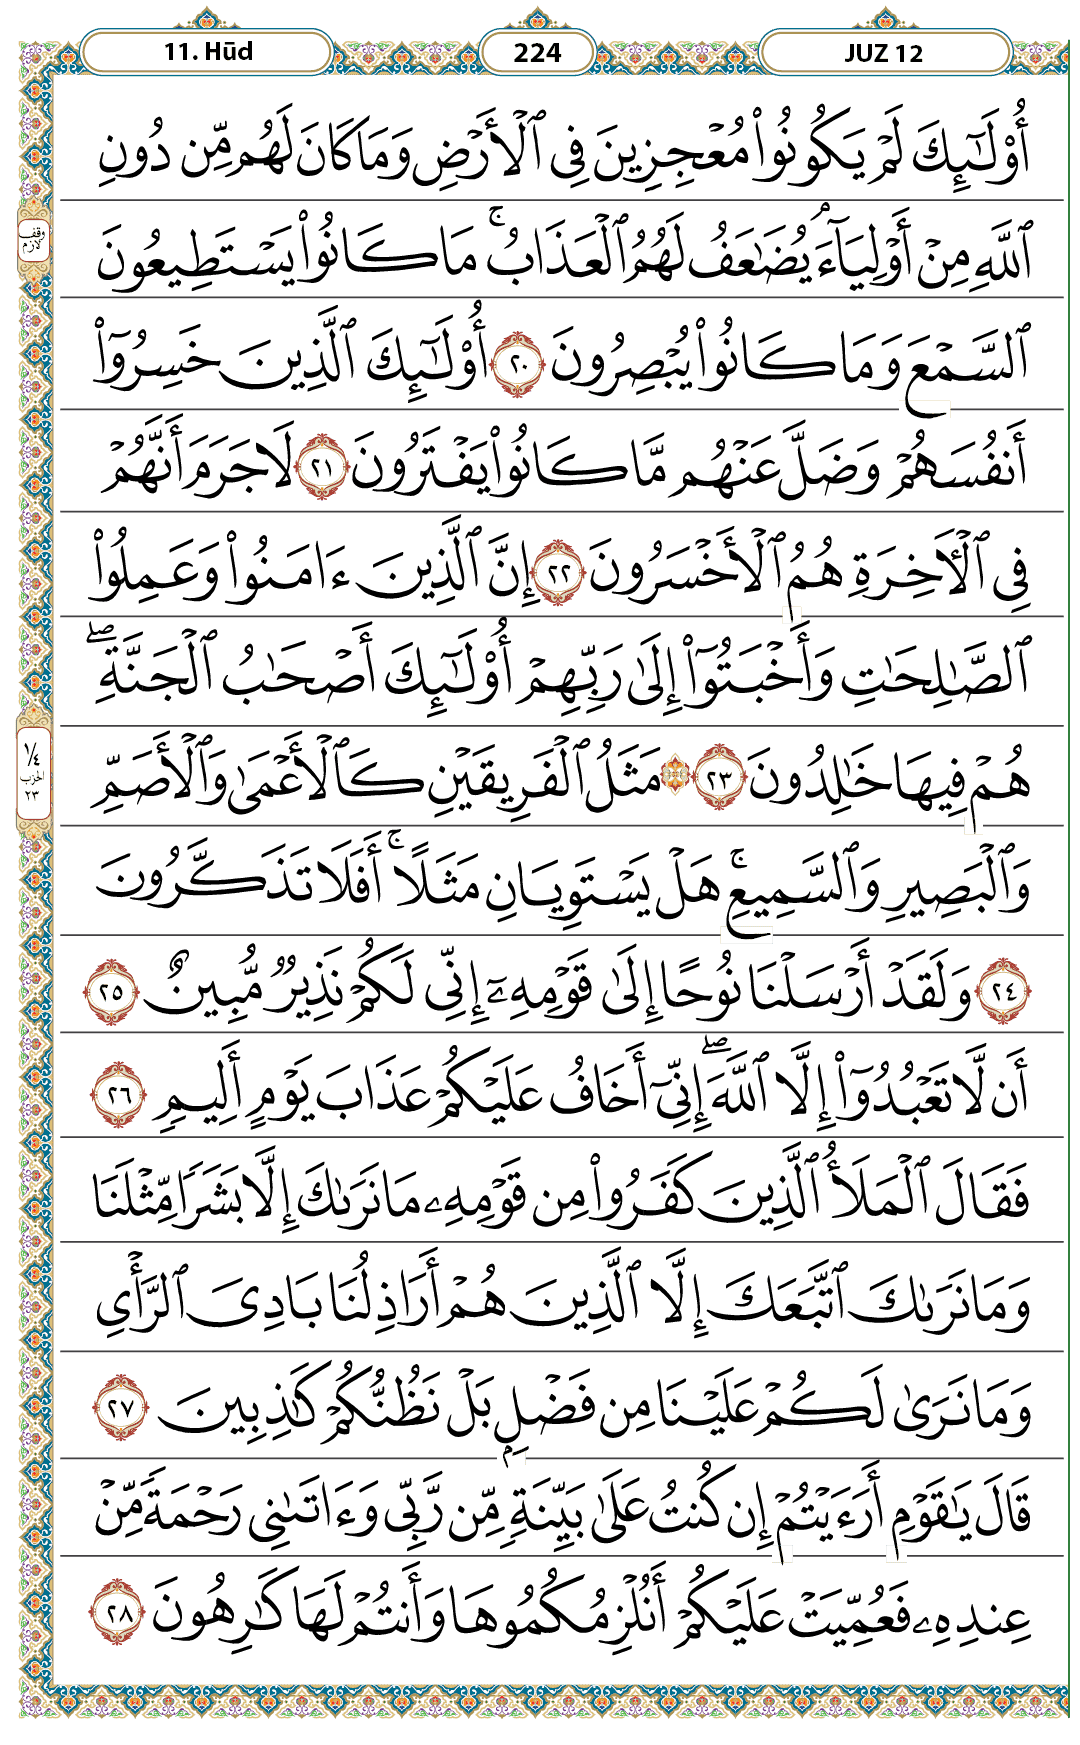 11. Hūd
224
JUZ 12
أُوْلَـٰٓئِكَ لَمۡ يَكُونُواْ مُعۡجِزِينَ فِي ٱلۡأَرۡضِ وَمَا كَانَ لَهُم مِّن دُونِ
ٱللَّهِ مِنۡ أَوۡلِيَآءَۘ يُضَٰعَفُ لَهُمُ ٱلۡعَذَابُۚ مَا كَانُواْ يَسۡتَطِيعُونَ
ٱلسَّمۡعَ وَمَا كَانُواْ يُبۡصِرُونَ ٢٠ أُوْلَـٰٓئِكَ ٱلَّذِينَ خَسِرُوٓاْ
أَنفُسَهُمۡ وَضَلَّ عَنۡهُم مَّا كَانُواْ يَفۡتَرُونَ ٢١ لَا جَرَمَ أَنَّهُمۡ
فِي ٱلۡأٓخِرَةِ هُمُ ٱلۡأَخۡسَرُونَ ٢٢ إِنَّ ٱلَّذِينَ ءَامَنُواْ وَعَمِلُواْ
ٱلصَّـٰلِحَٰتِ وَأَخۡبَتُوٓاْ إِلَىٰ رَبِّهِمۡ أُوْلَـٰٓئِكَ أَصۡحَٰبُ ٱلۡجَنَّةِۖ
هُمۡ فِيهَا خَٰلِدُونَ ٢٣ ۞ مَثَلُ ٱلۡفَرِيقَيۡنِ كَٱلۡأَعۡمَىٰ وَٱلۡأَصَمِّ
وَٱلۡبَصِيرِ وَٱلسَّمِيعِۚ هَلۡ يَسۡتَوِيَانِ مَثَلًاۚ أَفَلَا تَذَكَّرُونَ
٢٤ وَلَقَدۡ أَرۡسَلۡنَا نُوحًا إِلَىٰ قَوۡمِهِۦٓ إِنِّي لَكُمۡ نَذِيرٞ مُّبِينٌ ٢٥
أَن لَّا تَعۡبُدُوٓاْ إِلَّا ٱللَّهَۖ إِنِّيٓ أَخَافُ عَلَيۡكُمۡ عَذَابَ يَوۡمٍ أَلِيمٖ ٢٦
فَقَالَ ٱلۡمَلَأُ ٱلَّذِينَ كَفَرُواْ مِن قَوۡمِهِۦ مَا نَرَىٰكَ إِلَّا بَشَرٗا مِّثۡلَنَا
وَمَا نَرَىٰكَ ٱتَّبَعَكَ إِلَّا ٱلَّذِينَ هُمۡ أَرَاذِلُنَا بَادِيَ ٱلرَّأۡيِ
وَمَا نَرَىٰ لَكُمۡ عَلَيۡنَا مِن فَضۡلِۭ بَلۡ نَظُنُّكُمۡ كَٰذِبِينَ ٢٧
قَالَ يَٰقَوۡمِ أَرَءَيۡتُمۡ إِن كُنتُ عَلَىٰ بَيِّنَةٖ مِّن رَّبِّي وَءَاتَىٰنِي رَحۡمَةٗ مِّنۡ
عِندِهِۦ فَعُمِّيَتۡ عَلَيۡكُمۡ أَنُلۡزِمُكُمُوهَا وَأَنتُمۡ لَهَا كَٰرِهُونَ ٢٨
وقف
لازم
١/٤
الحزب
٢٣